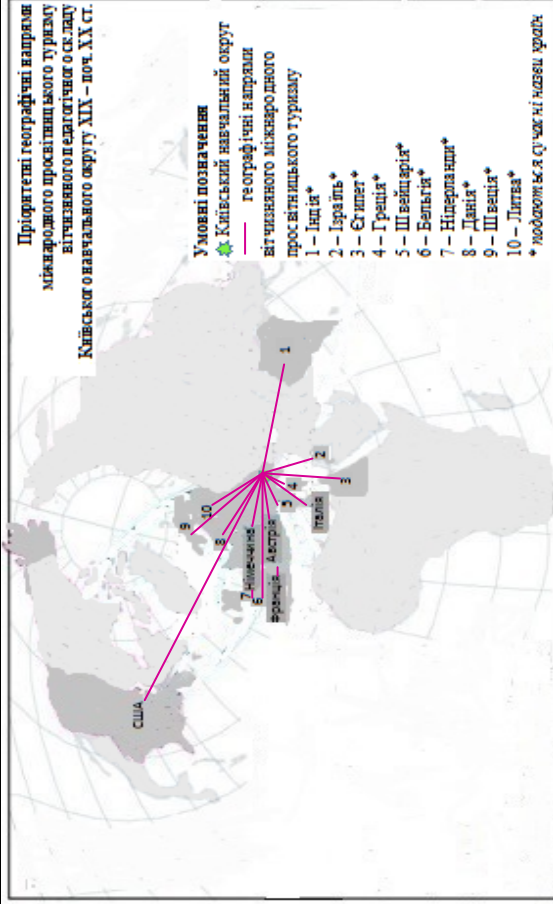 Пріоритетні географічні напрями
міжнародного просвітницького туризму
вітчизняного педагогічного складу
Київського навчального округу ХІХ – поч. ХХ ст.
Умовні позначення
Київський навчальний округ
географічні напрями
вітчизняного міжнародного
просвітницького туризму
1 – Індія*
2 – Ізраїль*
3 – Єгипет*
4 – Греція*
5 – Швейцарія*
6 – Бельгія*
7 – Нідерланди*
8 – Данія*
9 – Швеція*
10 – Литва*
* подаються сучасні назви країн
США
9
10
8
7
Німеччина
6
Австрія
Франція
5
4
Італія
2
3
1